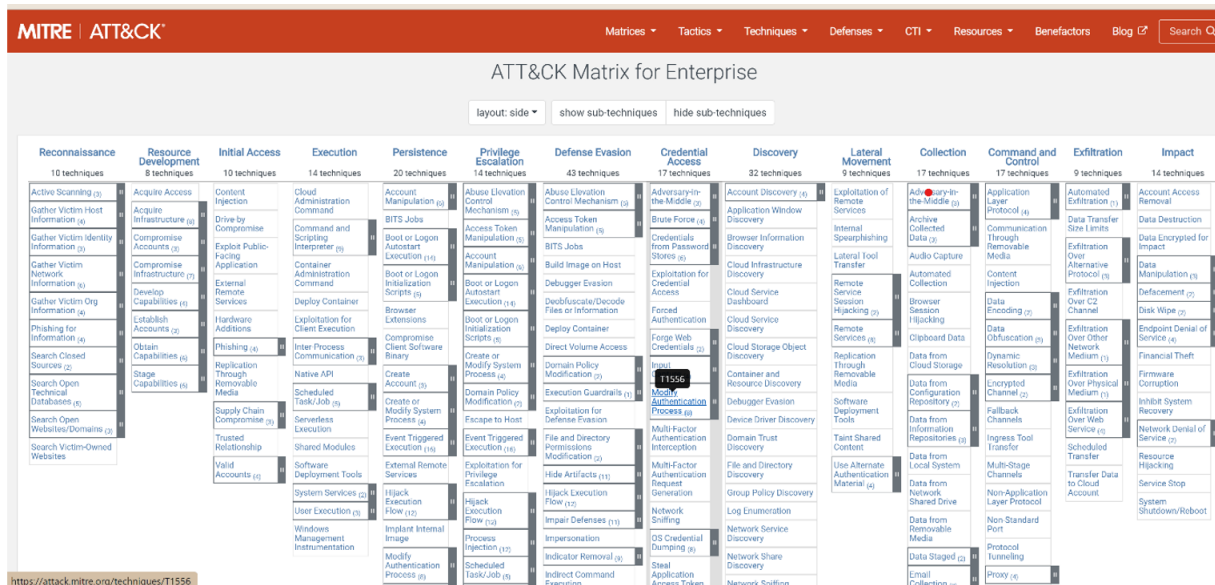 MITRE | ATT&CK®
Matrices
Tactics
Techniques
Defenses
CTI
Resources
Benefactors
Blog
Search
ATT&CK Matrix for Enterprise
layout: side
show sub-techniques
hide sub-techniques
Reconnaissance
10 techniques
Active Scanning (3)
Gather Victim Host
Information (4)
Gather Victim Identity
Information (3)
Gather Victim
Network
Information (6)
Gather Victim Org
Information (4)
Phishing for
Information (4)
Search Closed
Sources (2)
Search Open
Technical
Databases (5)
Search Open
Websites/Domains (3)
Search Victim-Owned
Websites
Resource
Development
8 techniques
Acquire Access
Acquire
Infrastructure (8)
Compromise
Accounts (3)
Compromise
Infrastructure (7)
Develop
Capabilities (4)
Establish
Accounts (3)
Obtain
Capabilities (6)
Stage
Capabilities (6)
Initial Access
10 techniques
Content
Injection
Drive-by
Compromise
Exploit Public-
Facing
Application
External
Remote
Services
Hardware
Additions
Phishing (4)
Replication
Through
Removable
Media
Supply Chain
Compromise (3)
Trusted
Relationship
Valid
Accounts (4)
Execution
14 techniques
Cloud
Administration
Command
Command and
Scripting
Interpreter (9)
Container
Administration
Command
Deploy Container
Exploitation for
Client Execution
Inter-Process
Communication (3)
Native API
Scheduled
Task/Job (5)
Serverless
Execution
Shared Modules
Software
Deployment Tools
System Services (2)
User Execution (3)
Windows
Management
Instrumentation
Persistence
20 techniques
Account
Manipulation (6)
BITS Jobs
Boot or Logon
Autostart
Execution (14)
Boot or Logon
Initialization
Scripts (5)
Browser
Extensions
Compromise
Client Software
Binary
Create
Account (3)
Create or
Modify System
Process (4)
Event Triggered
Execution (16)
External Remote
Services
Hijack
Execution
Flow (12)
Implant Internal
Image
Modify
Authentication
Process (8)
Privilege
Escalation
14 techniques
Abuse Elevation
Control
Mechanism (5)
Access Token
Manipulation (5)
Account
Manipulation (6)
Boot or Logon
Autostart
Execution (14)
Boot or Logon
Initialization
Scripts (5)
Create or
Modify System
Process (4)
Domain Policy
Modification (2)
Escape to Host
Event Triggered
Execution (16)
Exploitation for
Privilege
Escalation
Hijack
Execution
Flow (12)
Process
Injection (12)
Scheduled
Task/Job (5)
Defense Evasion
43 techniques
Abuse Elevation
Control Mechanism (5)
Access Token
Manipulation (5)
BITS Jobs
Build Image on Host
Debugger Evasion
Deobfuscate/Decode
Files or Information
Deploy Container
Direct Volume Access
Domain Policy
Modification (2)
Execution Guardrails (1)
Exploitation for
Defense Evasion
File and Directory
Permissions
Modification (2)
Hide Artifacts (11)
Hijack Execution
Flow (12)
Impair Defenses (11)
Impersonation
Indicator Removal (9)
Indirect Command
Execution
Credential
Access
17 techniques
Adversary-in-
the-Middle (3)
Brute Force (4)
Credentials
from Password
Stores (6)
Exploitation for
Credential
Access
Forced
Authentication
Forge Web
Credentials (2)
Input
T1556
Modify
Authentication
Process (8)
Multi-Factor
Authentication
Interception
Multi-Factor
Authentication
Request
Generation
Network
Sniffing
OS Credential
Dumping (8)
Steal
Application
Access Token
Discovery
32 techniques
Account Discovery (4)
Application Window
Discovery
Browser Information
Discovery
Cloud Infrastructure
Discovery
Cloud Service
Dashboard
Cloud Service
Discovery
Cloud Storage Object
Discovery
Container and
Resource Discovery
Debugger Evasion
Device Driver Discovery
Domain Trust
Discovery
File and Directory
Discovery
Group Policy Discovery
Log Enumeration
Network Service
Discovery
Network Share
Discovery
Network Sniffing
Lateral
Movement
9 techniques
Exploitation of
Remote
Services
Internal
Spearphishing
Lateral Tool
Transfer
Remote
Service
Session
Hijacking (2)
Remote
Services (8)
Replication
Through
Removable
Media
Software
Deployment
Tools
Taint Shared
Content
Use Alternate
Authentication
Material (4)
Collection
17 techniques
Adversary-in-
the-Middle (3)
Archive
Collected
Data (3)
Audio Capture
Automated
Collection
Browser
Session
Hijacking
Clipboard Data
Data from
Cloud Storage
Data from
Configuration
Repository (2)
Data from
Information
Repositories (3)
Data from
Local System
Data from
Network
Shared Drive
Data from
Removable
Media
Data Staged (2)
Email
Collection
Command and
Control
17 techniques
Application
Layer
Protocol (4)
Communication
Through
Removable
Media
Content
Injection
Data
Encoding (2)
Data
Obfuscation (3)
Dynamic
Resolution (3)
Encrypted
Channel (2)
Fallback
Channels
Ingress Tool
Transfer
Multi-Stage
Channels
Non-Application
Layer Protocol
Non-Standard
Port
Protocol
Tunneling
Proxy (4)
Exfiltration
9 techniques
Automated
Exfiltration (1)
Data Transfer
Size Limits
Exfiltration
Over
Alternative
Protocol (3)
Exfiltration
Over C2
Channel
Exfiltration
Over Other
Network
Medium (1)
Exfiltration
Over Physical
Medium (1)
Exfiltration
Over Web
Service (4)
Scheduled
Transfer
Transfer Data
to Cloud
Account
Impact
14 techniques
Account Access
Removal
Data Destruction
Data Encrypted for
Impact
Data
Manipulation (3)
Defacement (2)
Disk Wipe (2)
Endpoint Denial of
Service (4)
Financial Theft
Firmware
Corruption
Inhibit System
Recovery
Network Denial of
Service (2)
Resource
Hijacking
Service Stop
System
Shutdown/Reboot
https://attack.mitre.org/techniques/T1556